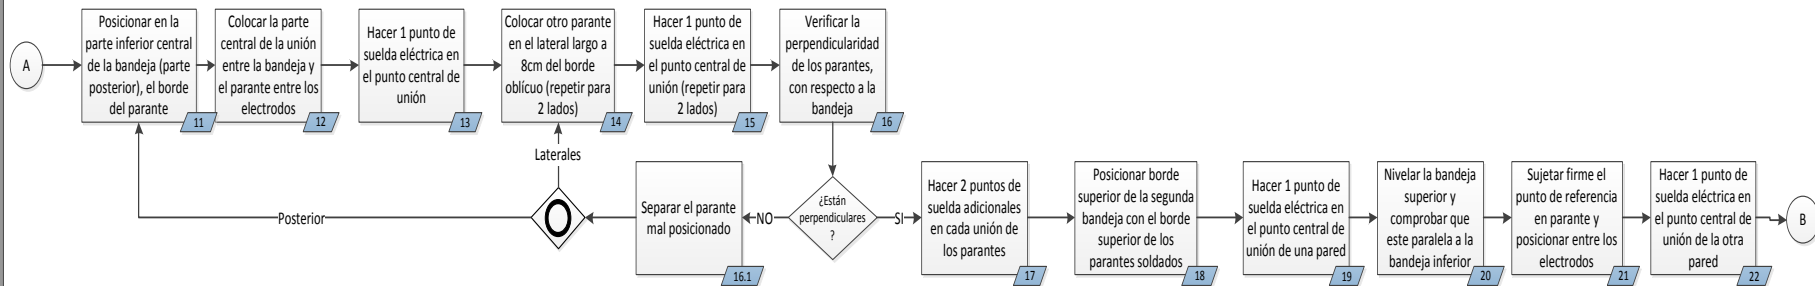 A
Posicionar en la
parte inferior central
de la bandeja (parte
posterior), el borde
del parante
11
Colocar la parte
central de la unión
entre la bandeja y
el parante entre los
electrodos
12
Hacer 1 punto de
suelda eléctrica en
el punto central de
unión
13
Colocar otro parante
en el lateral largo a
8cm del borde
oblícuo (repetir para
2 lados)
14
Hacer 1 punto de
suelda eléctrica en
el punto central de
unión (repetir para
2 lados)
15
Verificar la
perpendicularidad
de los parantes,
con respecto a la
bandeja
16
¿Están
perpendiculares
?
NO
Separar el parante
mal posicionado
16.1
Laterales
Posterior
SI
Hacer 2 puntos de
suelda adicionales
en cada unión de
los parantes
17
Posicionar borde
superior de la segunda
bandeja con el borde
superior de los
parantes soldados
18
Hacer 1 punto de
suelda eléctrica en
el punto central de
unión de una pared
19
Nivelar la bandeja
superior y
comprobar que
este paralela a la
bandeja inferior
20
Sujetar firme el
punto de referencia
en parante y
posicionar entre los
electrodos
21
Hacer 1 punto de
suelda eléctrica en
el punto central de
unión de la otra
pared
22
B